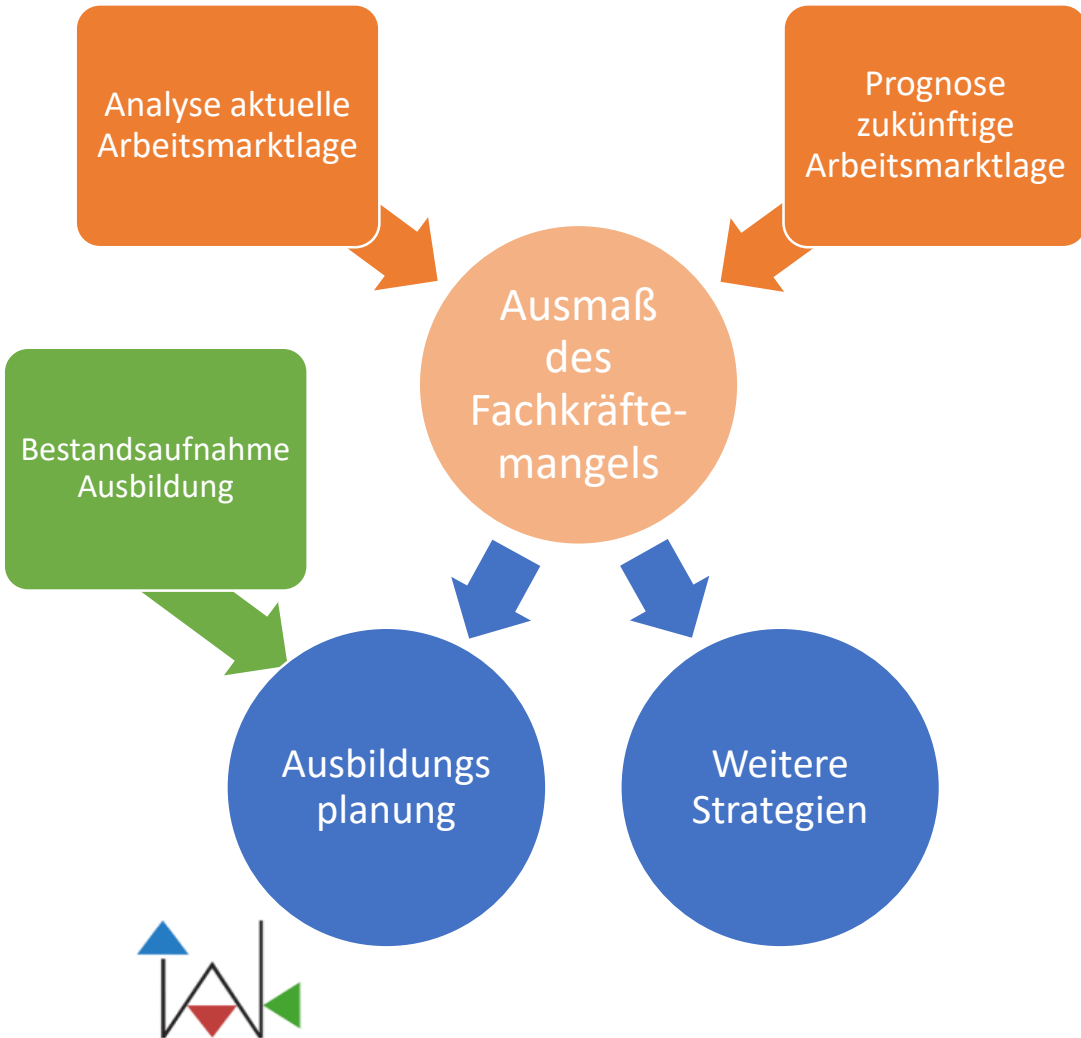 Analyse aktuelle
Arbeitsmarktlage
Prognose
zukünftige
Arbeitsmarktlage
Ausmaß
des
Fachkräfte-
mangels
Bestandsaufnahme
Ausbildung
Ausbildungs
planung
Weitere
Strategien